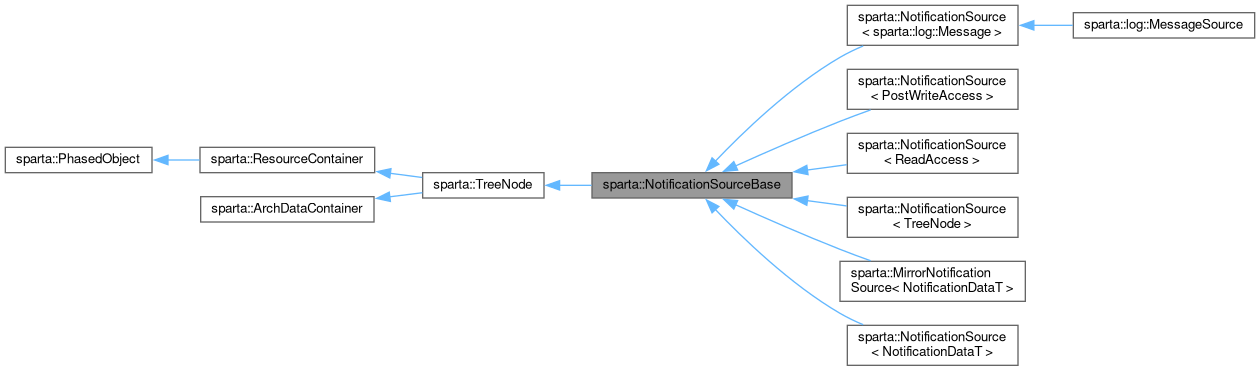 sparta::NotificationSource
< sparta::log::Message >
sparta::log::MessageSource
sparta::NotificationSource
< PostWriteAccess >
sparta::NotificationSource
< ReadAccess >
sparta::PhasedObject
sparta::ResourceContainer
sparta::ArchDataContainer
sparta::TreeNode
sparta::NotificationSourceBase
sparta::NotificationSource
< TreeNode >
sparta::MirrorNotification
Source< NotificationDataT >
sparta::NotificationSource
< NotificationDataT >